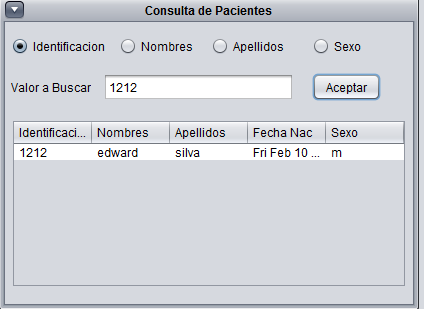 Consulta de Pacientes
Identificacion Nombres Apellidos Sexo
Valor a Buscar 1212 Aceptar
Identificaci... Nombres Apellidos Fecha Nac Sexo
1212 edward silva Fri Feb 10 ... m